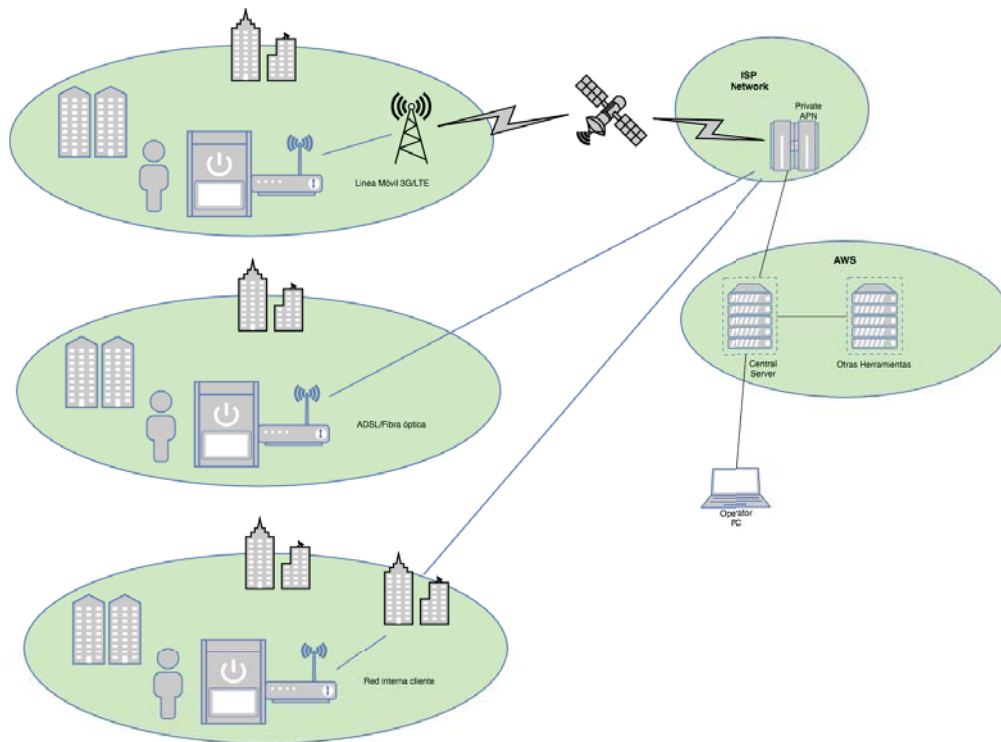 ISP
Network
Private
APN
Linea Móvil 3G/LTE
AWS
Central
Server
Otras Herramientas
ADSL/Fibra óptica
Operator
PC
Red interna cliente